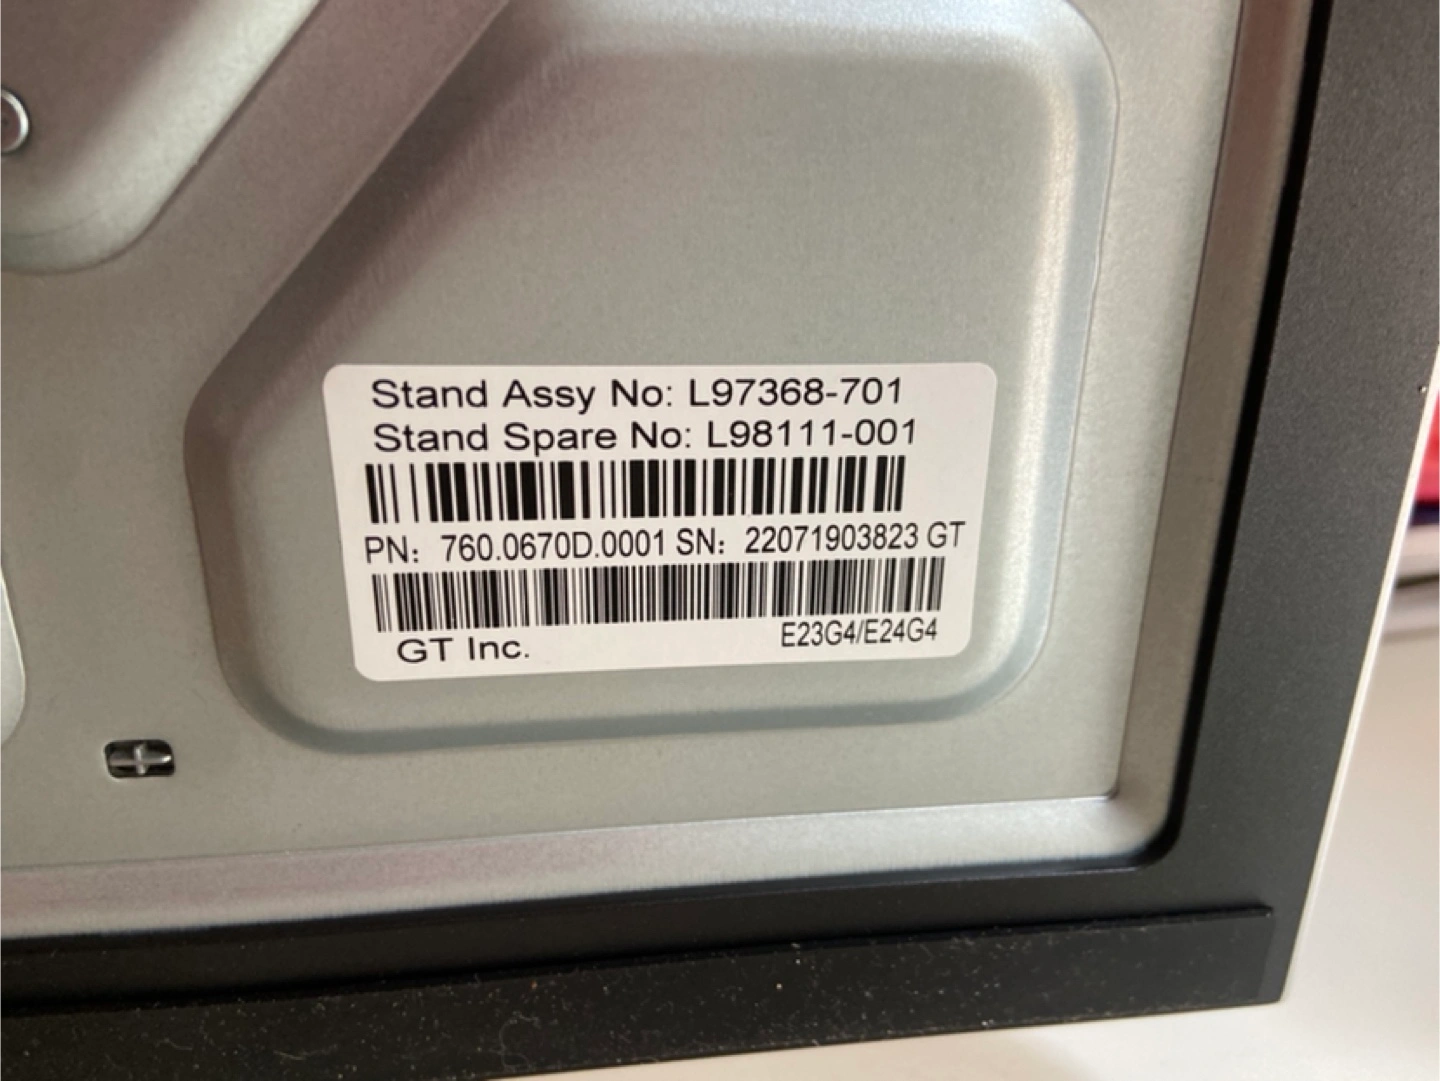 Stand Assy No: L97368-701
Stand Spare No: L98111-001
PN: 760.0670D.0001 SN: 22071903823 GT
GT Inc. E23G4/E24G4